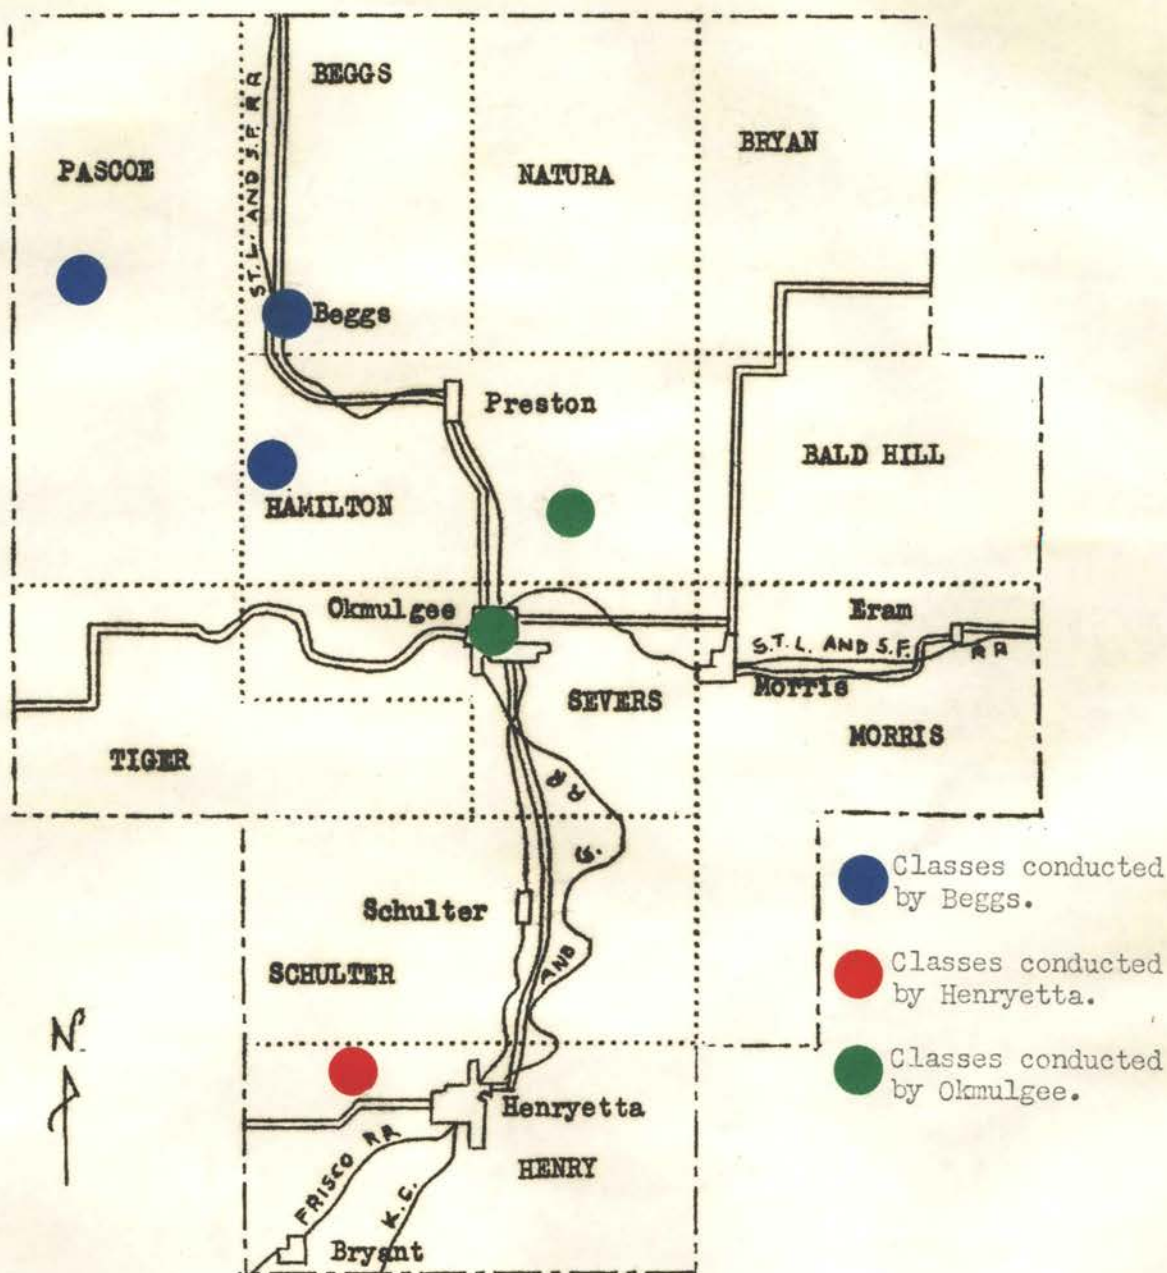 BEGGS
BRYAN
PASCOE
NATURA
ST. L. AND S.F. R R
Beggs
Preston
BALD HILL
HAMILTON
Okmulgee
Eram
S.T. L. AND S.F.
R R
Morris
SEVERS
MORRIS
TIGER
R R
G.
AND
Classes conducted
by Beggs.
Schulter
SCHULTER
Classes conducted
by Henryetta.
N
Classes conducted
by Okmulgee.
Henryetta
FRISCO RR
K.C.
HENRY
Bryant